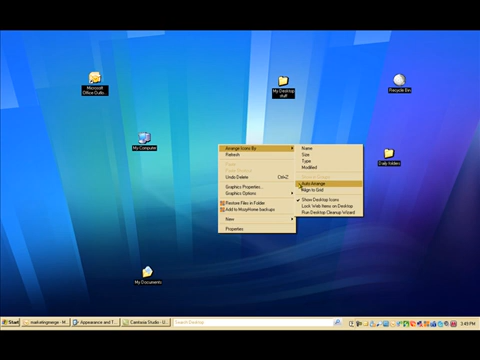 Microsoft
Office Outlo...
My Desktop
stuff
Recycle Bin
My Computer
Daily folders
My Documents
Arrange Icons By
Refresh
Paste
Undo Delete Ctrl+Z
Graphics Properties...
Graphics Options
Restore Files in Folder
Add to MozyHome backups
New
Properties
Name
Size
Type
Modified
Auto Arrange
Align to Grid
Show Desktop Icons
Lock Web Items on Desktop
Run Desktop Cleanup Wizard
Start
marketingmerge - M...
Appearance and T...
Camtasia Studio - U...
Search Desktop
3:49 PM